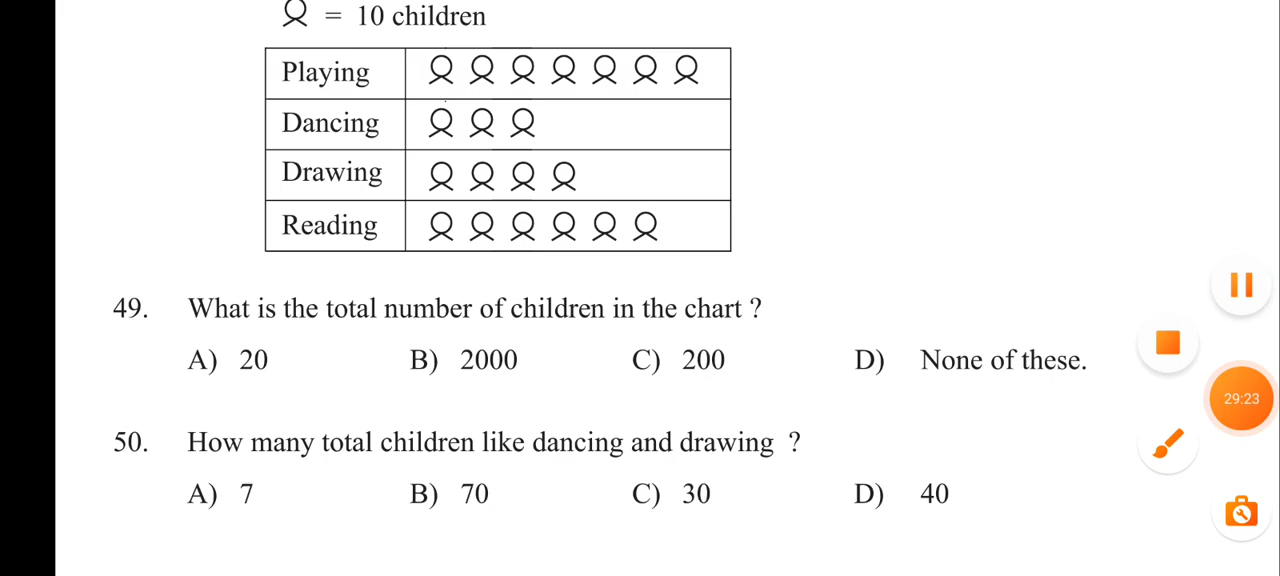 = 10 children
Playing
Dancing
Drawing
Reading
49. What is the total number of children in the chart ?
A) 20 B) 2000 C) 200 D) None of these.
50. How many total children like dancing and drawing ?
A) 7 B) 70 C) 30 D) 40
29:23